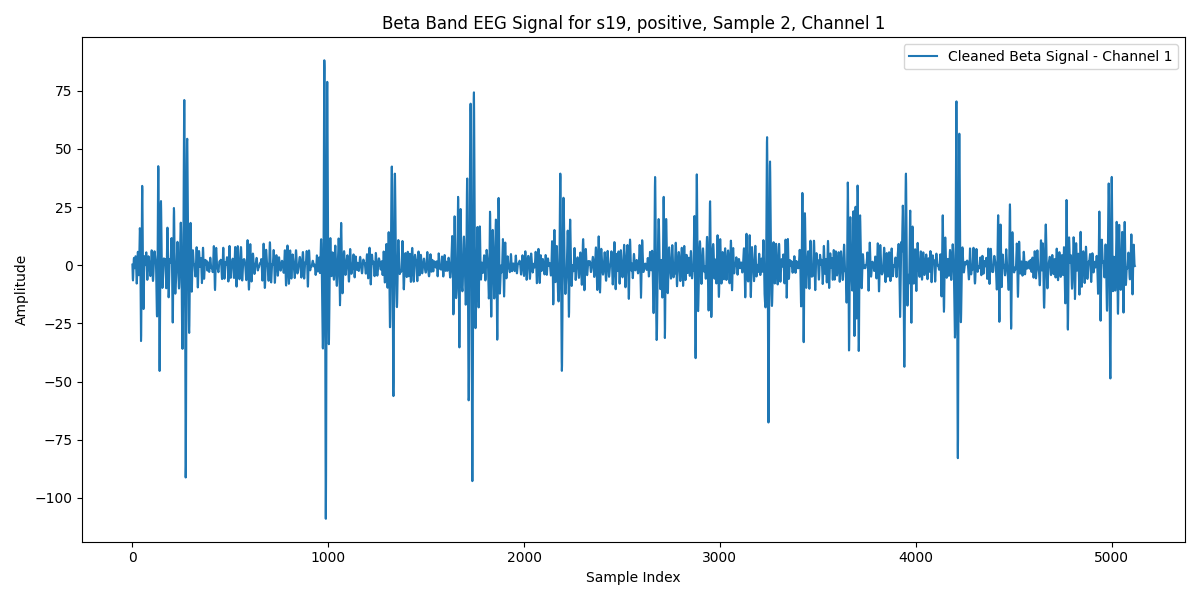 Beta Band EEG Signal for s19, positive, Sample 2, Channel 1
Cleaned Beta Signal - Channel 1
75
50
25
0
−25
−50
−75
−100
Amplitude
0 1000 2000 3000 4000 5000
Sample Index